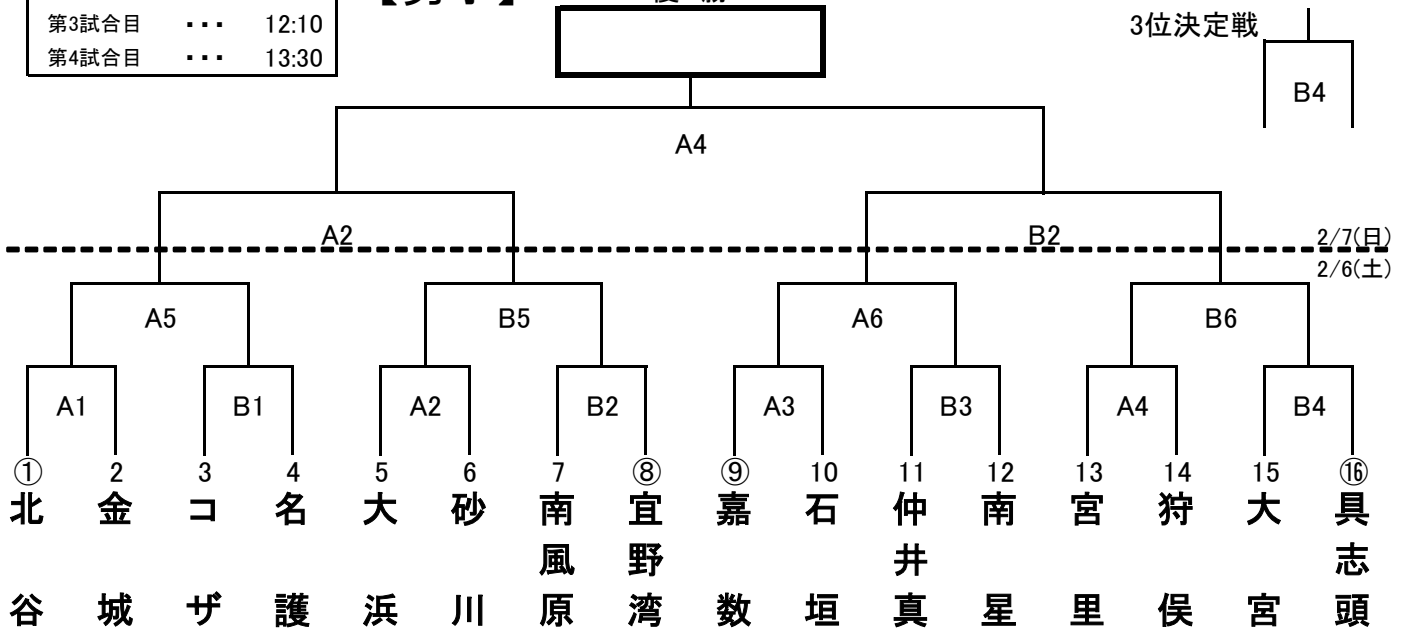 第3試合目 ・・・ 12:10
第4試合目 ・・・ 13:30
3位決定戦
B4
A4
A2
B2
2/7(日)
2/6(土)
A5
B5
A6
B6
A1
B1
A2
B2
A3
B3
A4
B4
① 2 3 4 5 6 7 ⑧ ⑨ 10 11 12 13 14 15 ⑯
北谷
金城
コザ
名護
大浜
砂川
南風原
宜野湾
嘉数
石垣
仲井真
南星
宮里
狩俣
大宮
具志頭